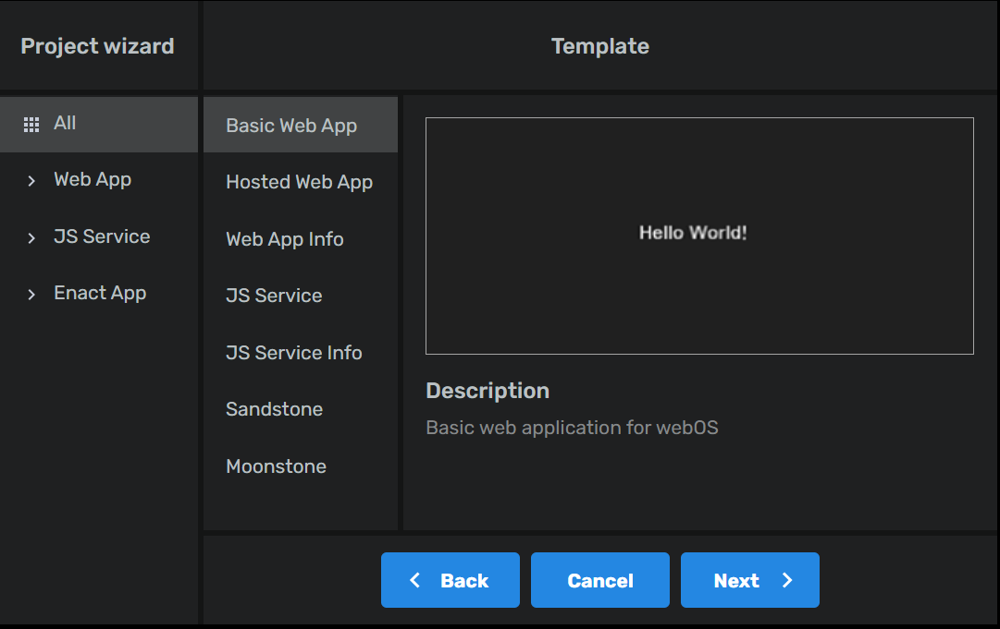 Project wizard
Template
All
Web App
JS Service
Enact App
Basic Web App
Hosted Web App
Web App Info
JS Service
JS Service Info
Sandstone
Moonstone
Hello World!
Description
Basic web application for webOS
Back
Cancel
Next